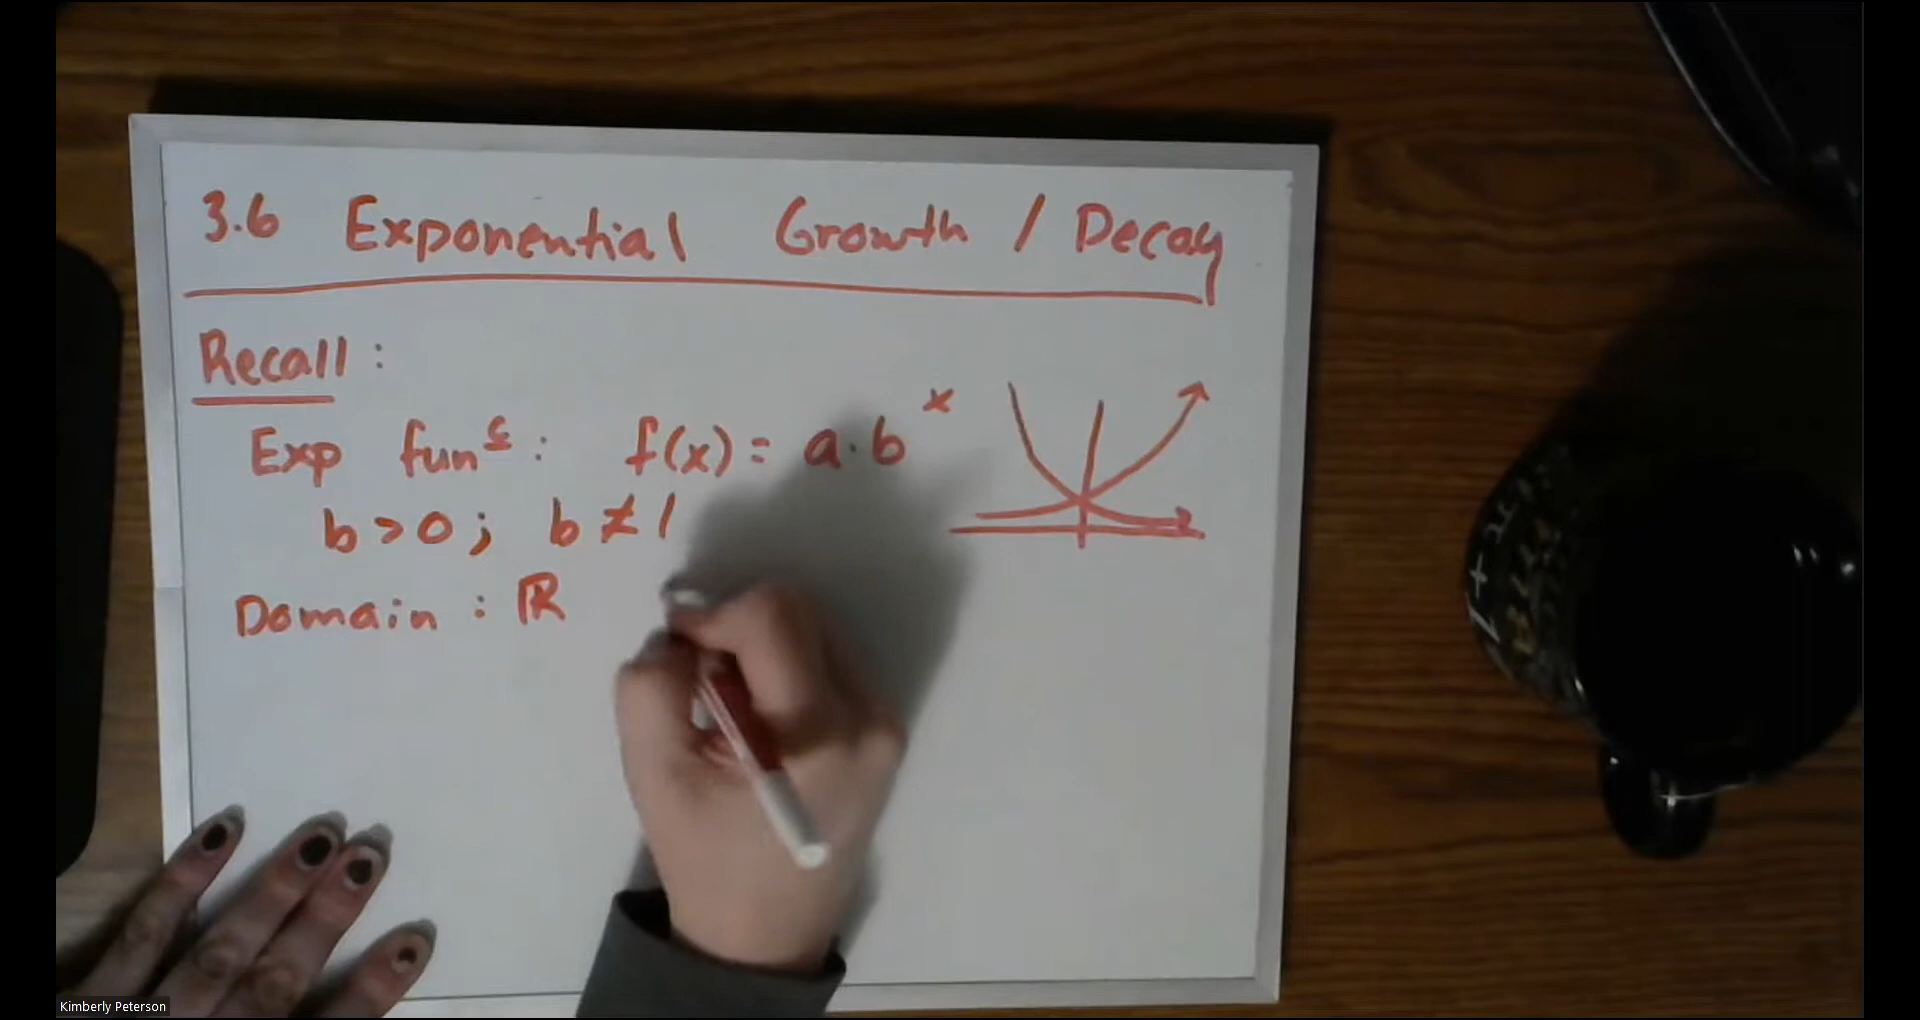 3.6 Exponential Growth / Decay
Recall :
Exp funᶜ : f(x) = a·bˣ
b > 0 ; b ≠ 1
Domain : ℝ
Kimberly Peterson